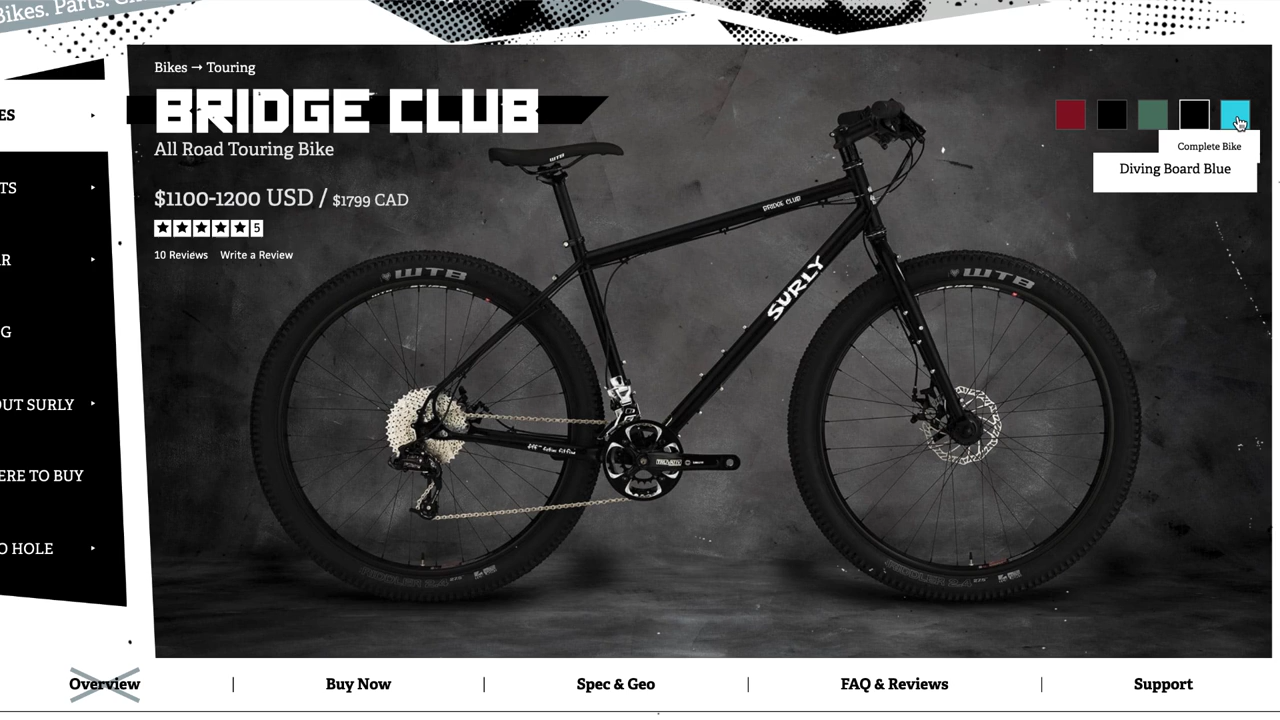 Bikes. Parts.
Bikes → Touring
BRIDGE CLUB
All Road Touring Bike
$1100-1200 USD / $1799 CAD
5
10 Reviews Write a Review
Complete Bike
Diving Board Blue
ES
TS
R
G
OUT SURLY
ERE TO BUY
O HOLE
WTB
BRIDGE CLUB
SURLY
WTB
WTB
Overview
Buy Now
Spec & Geo
FAQ & Reviews
Support